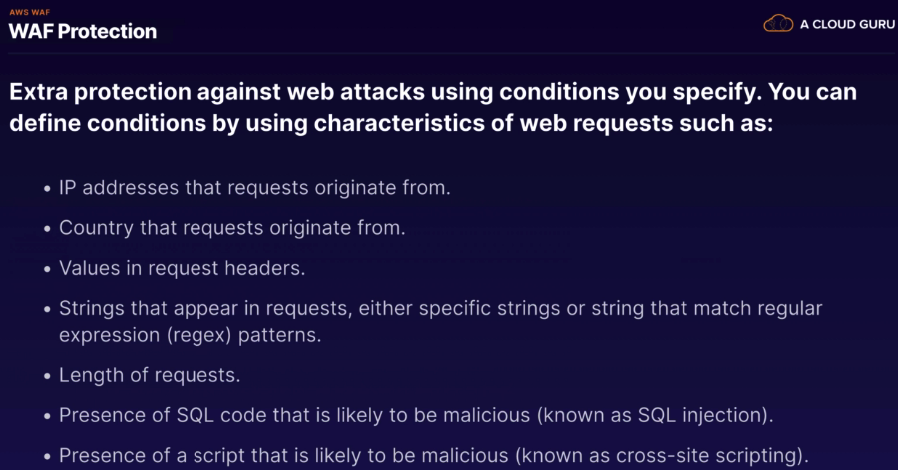 AWS WAF
WAF Protection
A CLOUD GURU
Extra protection against web attacks using conditions you specify. You can
define conditions by using characteristics of web requests such as:
• IP addresses that requests originate from.
• Country that requests originate from.
• Values in request headers.
• Strings that appear in requests, either specific strings or string that match regular
expression (regex) patterns.
• Length of requests.
• Presence of SQL code that is likely to be malicious (known as SQL injection).
• Presence of a script that is likely to be malicious (known as cross-site scripting).